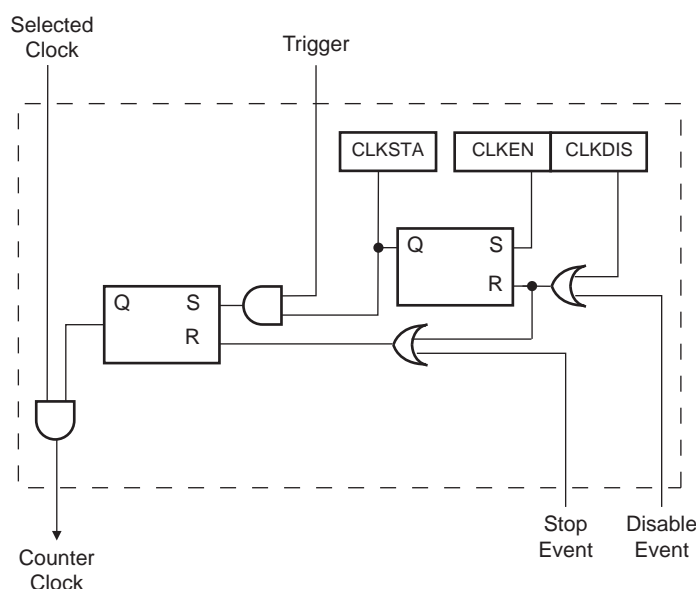 Selected
Clock
Trigger
CLKSTA
CLKEN
CLKDIS
Q
S
R
Q
S
R
Stop
Event
Disable
Event
Counter
Clock